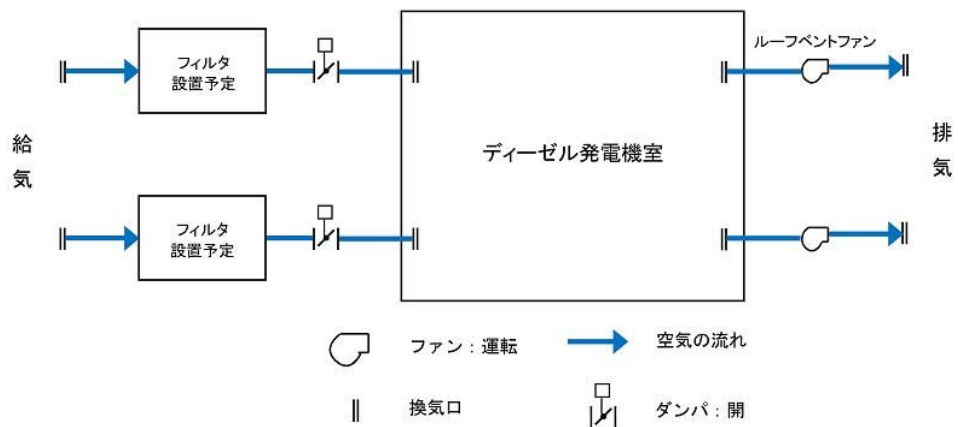 ルーフベントファン
フィルタ
設置予定
給
気
ディーゼル発電機室
排
気
フィルタ
設置予定
ファン：運転
空気の流れ
換気口
ダンパ：開